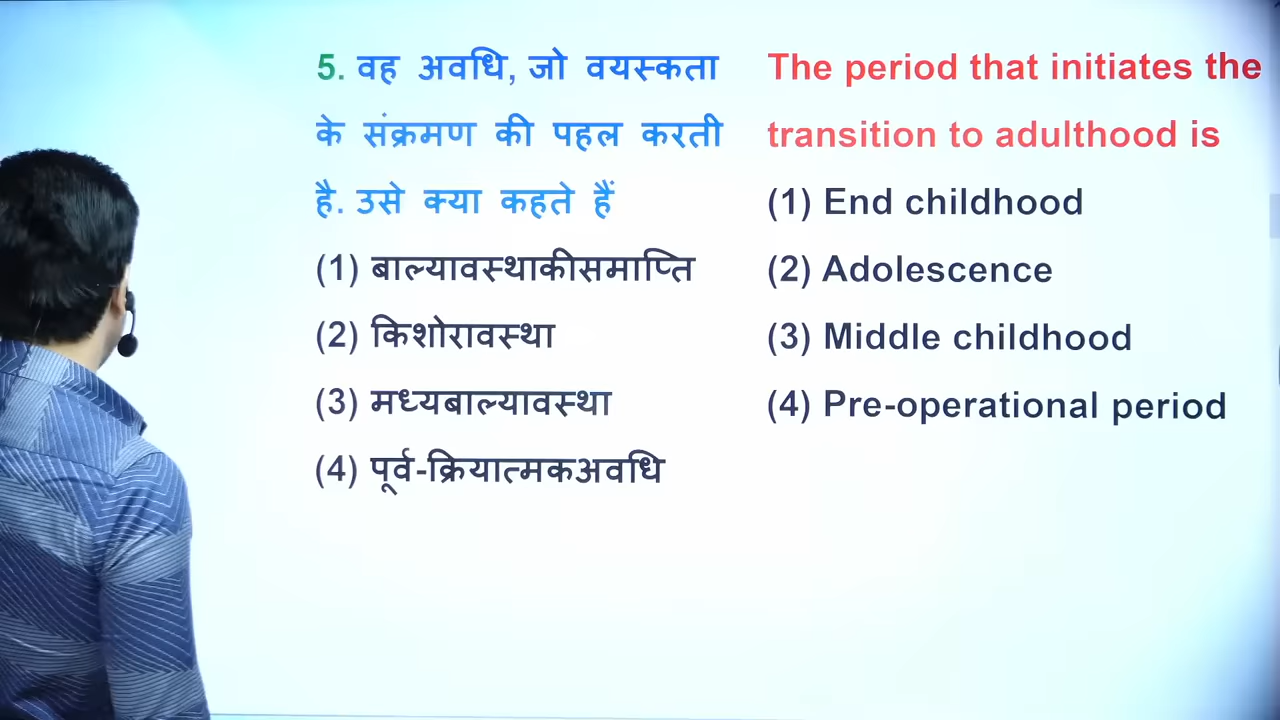 5. वह अवधि, जो वयस्कता
के संक्रमण की पहल करती
है. उसे क्या कहते हैं
(1) बाल्यावस्थाकीसमाप्ति
(2) किशोरावस्था
(3) मध्यबाल्यावस्था
(4) पूर्व-क्रियात्मकअवधि
The period that initiates the
transition to adulthood is
(1) End childhood
(2) Adolescence
(3) Middle childhood
(4) Pre-operational period